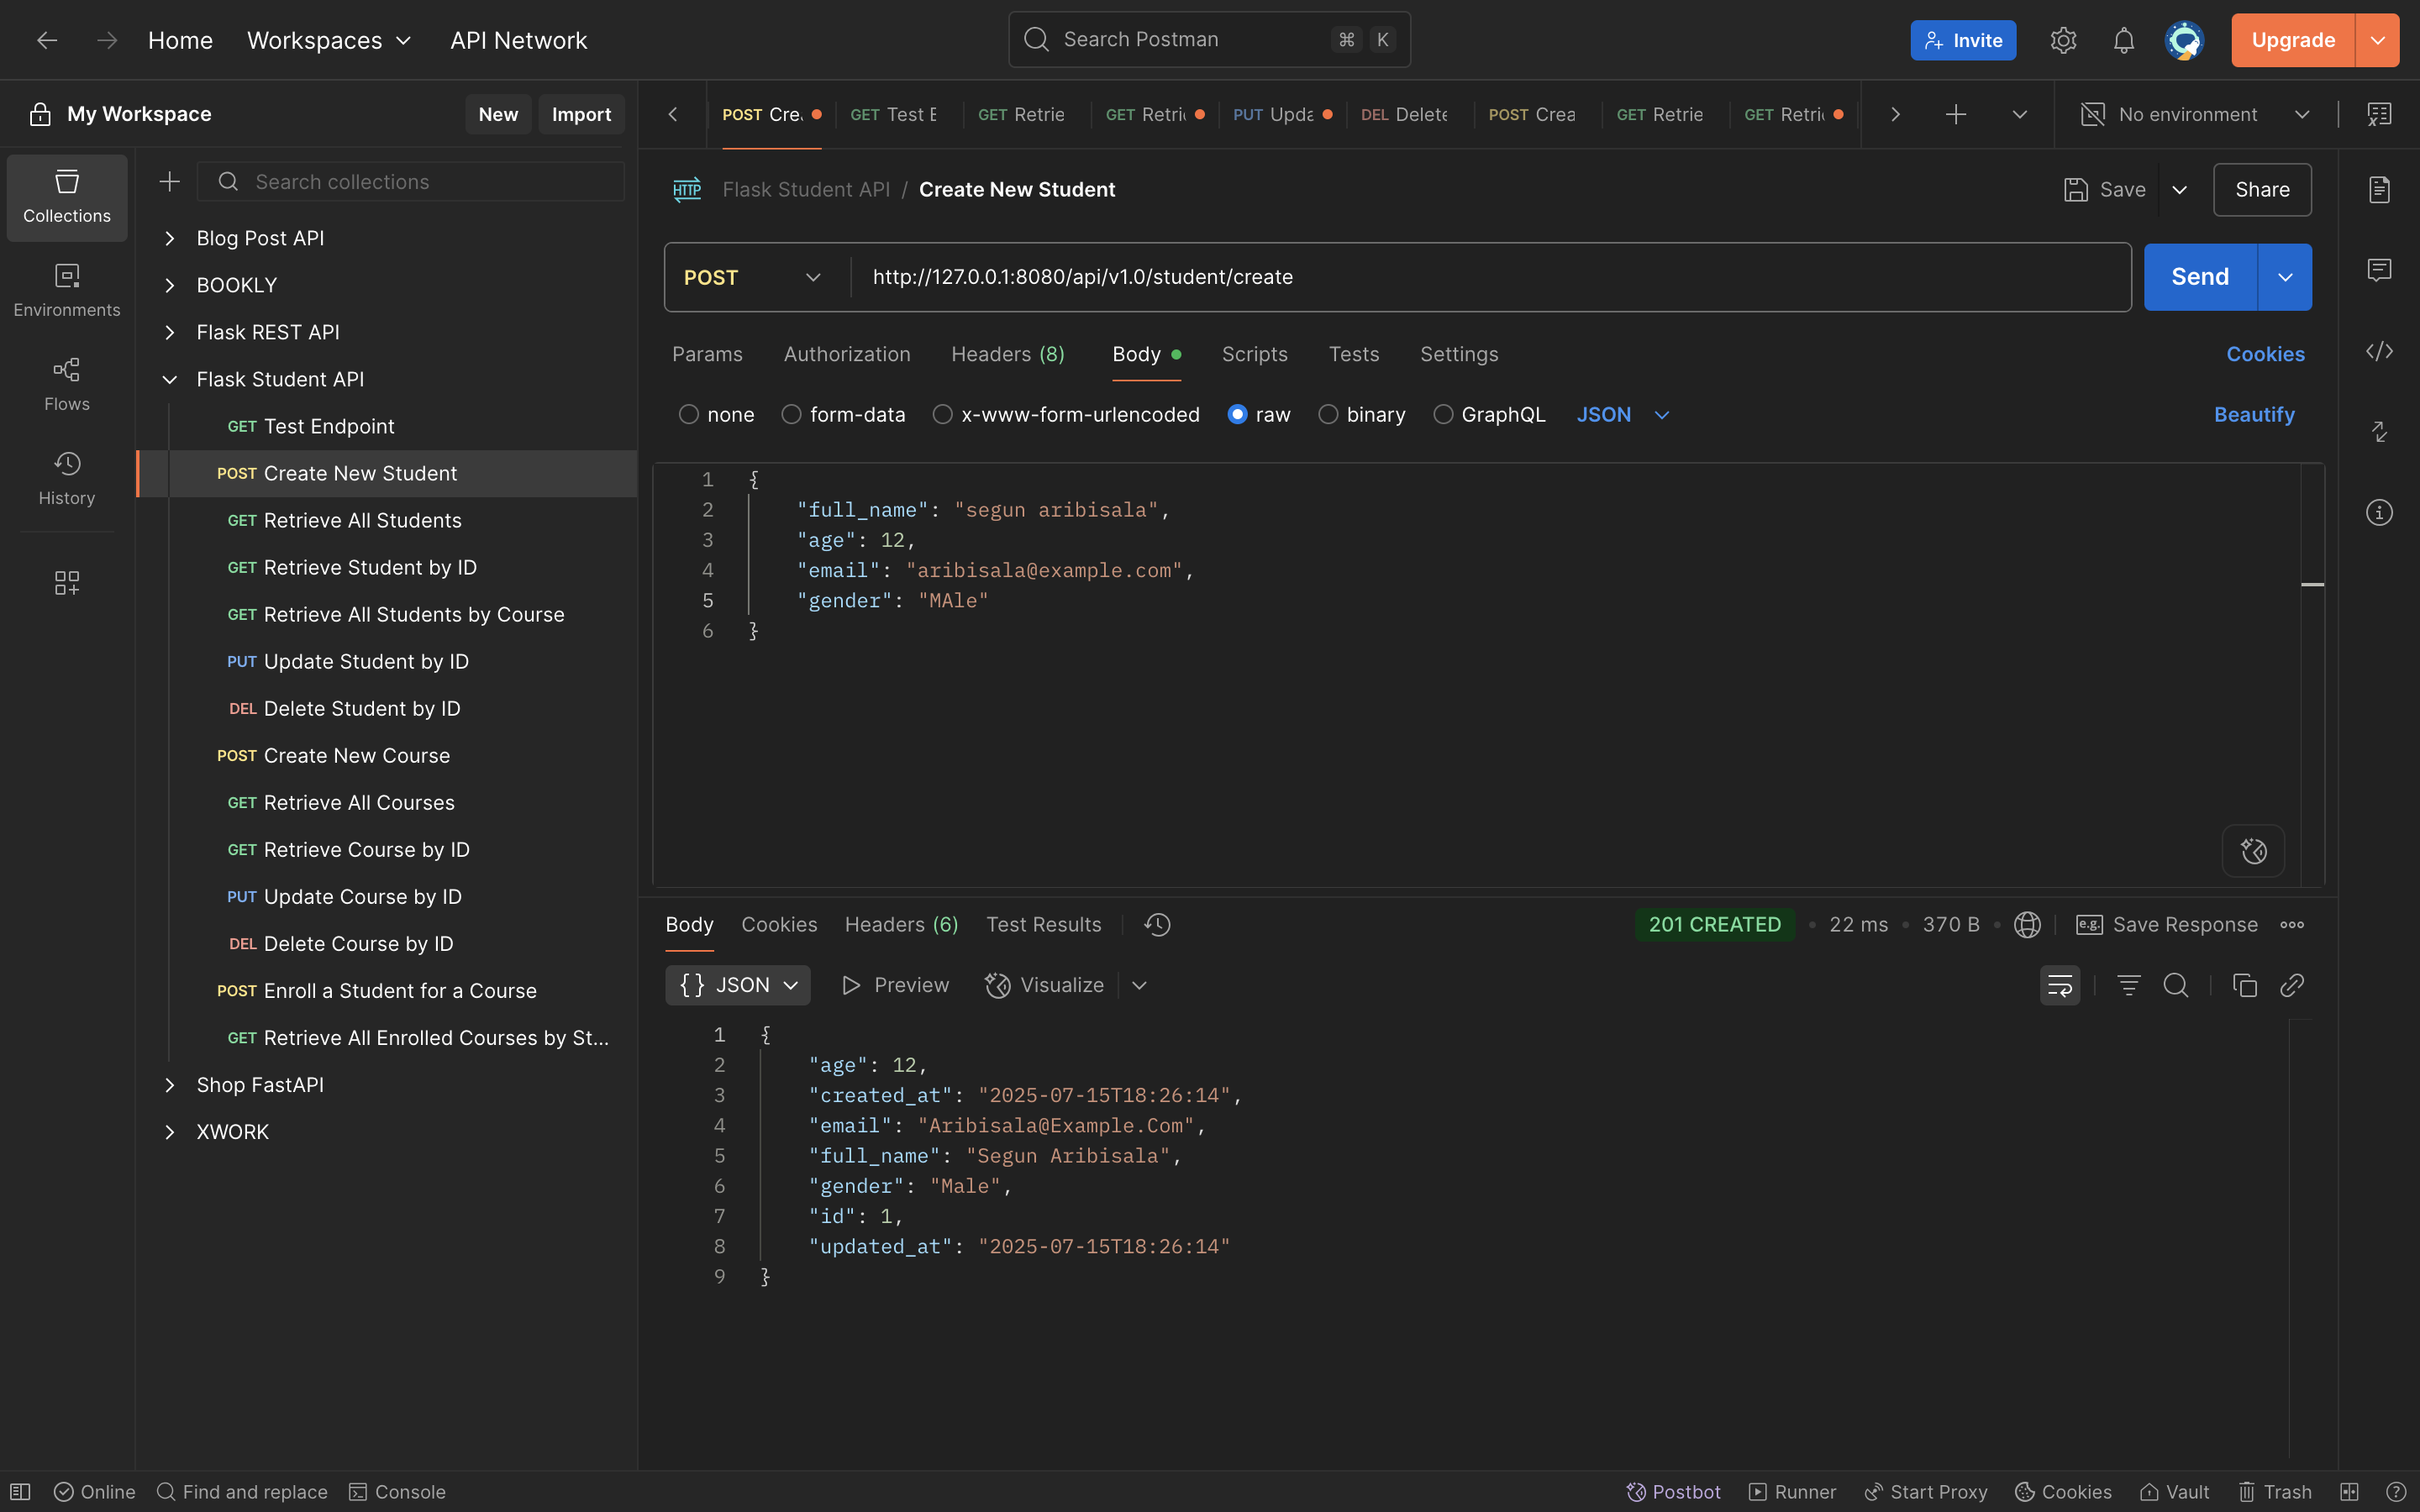 Home Workspaces API Network Search Postman ⌘ K Invite Upgrade
My Workspace New Import
POST Cre GET Test E GET Retrie GET Retri PUT Upda DEL Delete POST Crea GET Retrie GET Retri No environment
Collections
Environments
Flows
History
Search collections
Blog Post API
BOOKLY
Flask REST API
Flask Student API
GET Test Endpoint
POST Create New Student
GET Retrieve All Students
GET Retrieve Student by ID
GET Retrieve All Students by Course
PUT Update Student by ID
DEL Delete Student by ID
POST Create New Course
GET Retrieve All Courses
GET Retrieve Course by ID
PUT Update Course by ID
DEL Delete Course by ID
POST Enroll a Student for a Course
GET Retrieve All Enrolled Courses by St...
Shop FastAPI
XWORK
HTTP Flask Student API / Create New Student Save Share
POST http://127.0.0.1:8080/api/v1.0/student/create Send
Params Authorization Headers (8) Body Scripts Tests Settings Cookies
none form-data x-www-form-urlencoded raw binary GraphQL JSON Beautify
1 {
2 "full_name": "segun aribisala",
3 "age": 12,
4 "email": "aribisala@example.com",
5 "gender": "MAle"
6 }
Body Cookies Headers (6) Test Results 201 CREATED • 22 ms • 370 B • e.g. Save Response
{} JSON Preview Visualize
1 {
2 "age": 12,
3 "created_at": "2025-07-15T18:26:14",
4 "email": "Aribisala@Example.Com",
5 "full_name": "Segun Aribisala",
6 "gender": "Male",
7 "id": 1,
8 "updated_at": "2025-07-15T18:26:14"
9 }
Online Find and replace Console Postbot Runner Start Proxy Cookies Vault Trash